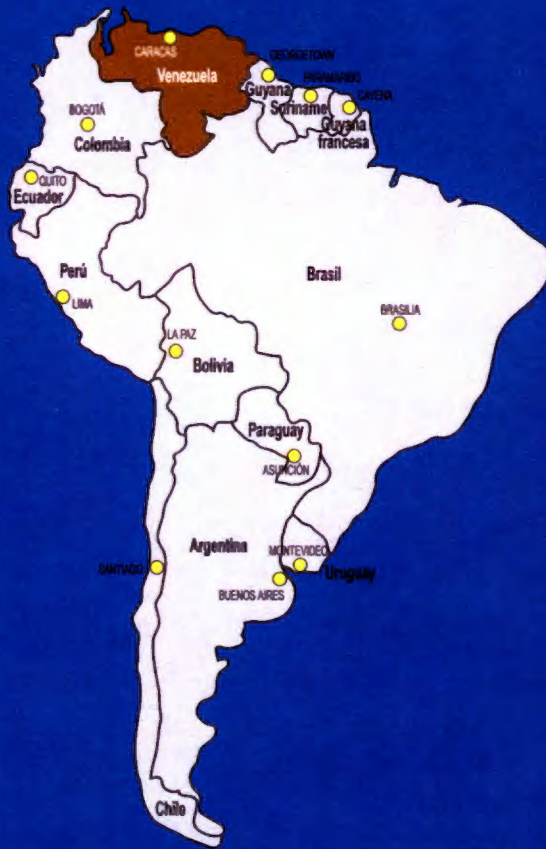 CARACAS
Venezuela
GEORGETOWN
Guyana
PARAMARIBO
Suriname
CAYENA
Guyana
francesa
BOGOTÁ
Colombia
QUITO
Ecuador
Perú
LIMA
Brasil
BRASILIA
LA PAZ
Bolivia
Paraguay
ASUNCIÓN
Argentina
MONTEVIDEO
Uruguay
SANTIAGO
BUENOS AIRES
Chile